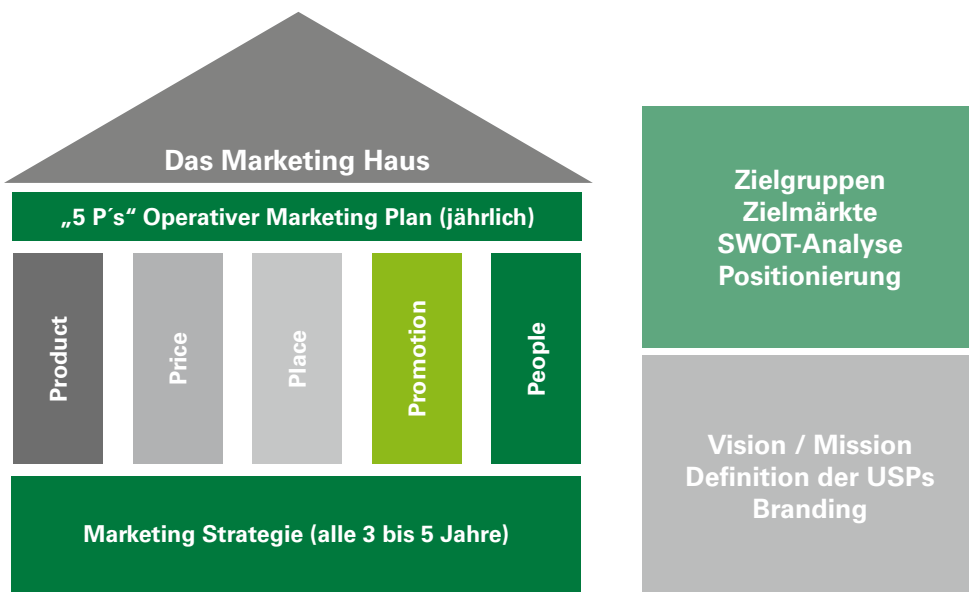 Das Marketing Haus
„5 P´s“ Operativer Marketing Plan (jährlich)
Product
Price
Place
Promotion
People
Marketing Strategie (alle 3 bis 5 Jahre)
Zielgruppen
Zielmärkte
SWOT-Analyse
Positionierung
Vision / Mission
Definition der USPs
Branding